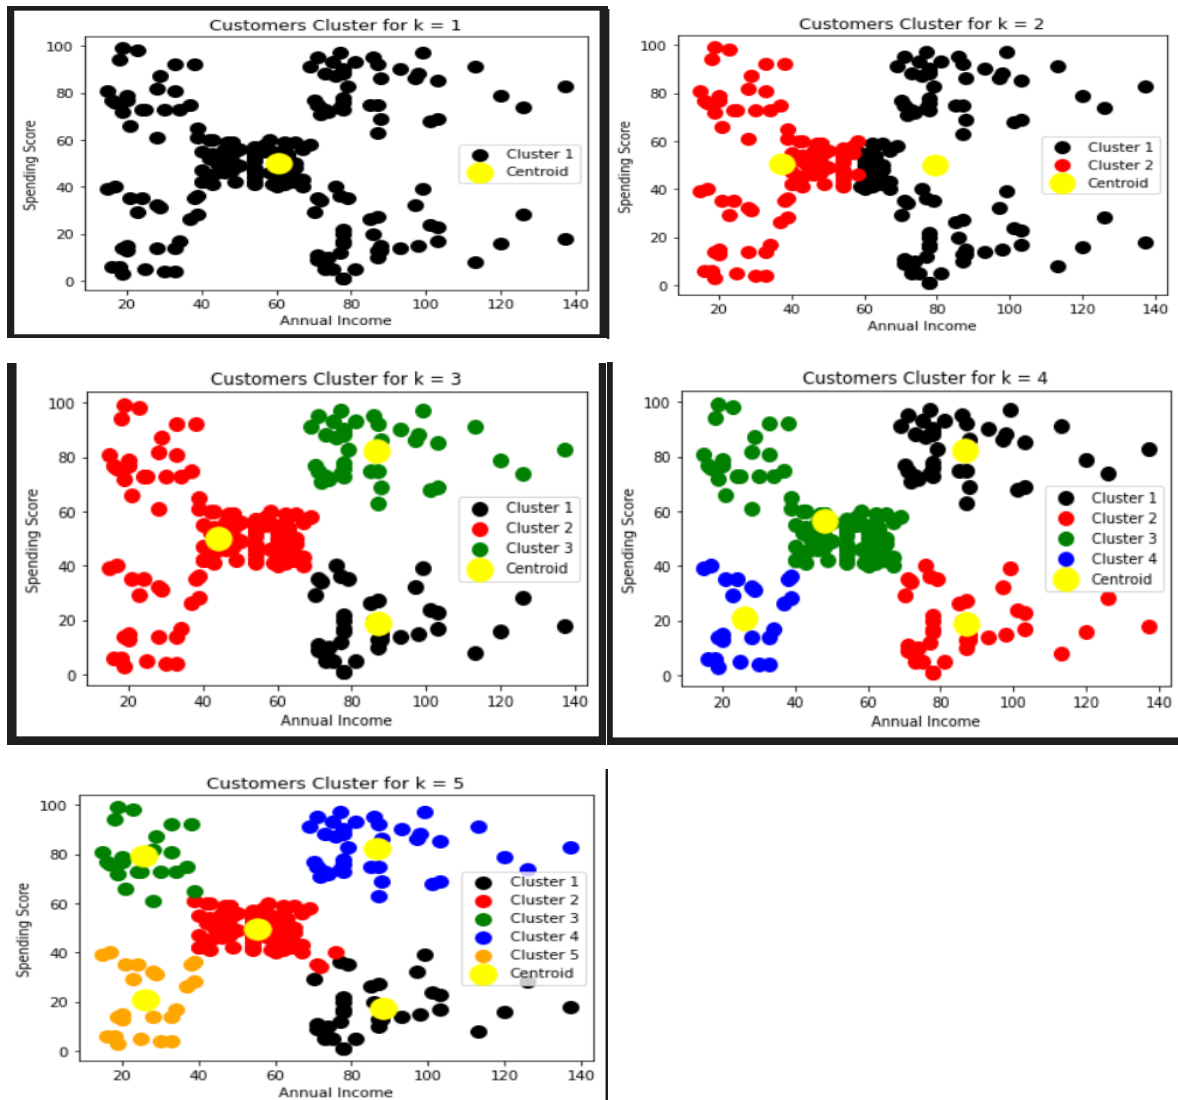 Customers Cluster for k = 1
100
80
60
40
20
0
Spending Score
Cluster 1
Centroid
20 40 60 80 100 120 140
Annual Income
Customers Cluster for k = 2
100
80
60
40
20
0
Spending Score
Cluster 1
Cluster 2
Centroid
20 40 60 80 100 120 140
Annual Income
Customers Cluster for k = 3
100
80
60
40
20
0
Spending Score
Cluster 1
Cluster 2
Cluster 3
Centroid
20 40 60 80 100 120 140
Annual Income
Customers Cluster for k = 4
100
80
60
40
20
0
Spending Score
Cluster 1
Cluster 2
Cluster 3
Cluster 4
Centroid
20 40 60 80 100 120 140
Annual Income
Customers Cluster for k = 5
100
80
60
40
20
0
Spending Score
Cluster 1
Cluster 2
Cluster 3
Cluster 4
Cluster 5
Centroid
20 40 60 80 100 120 140
Annual Income